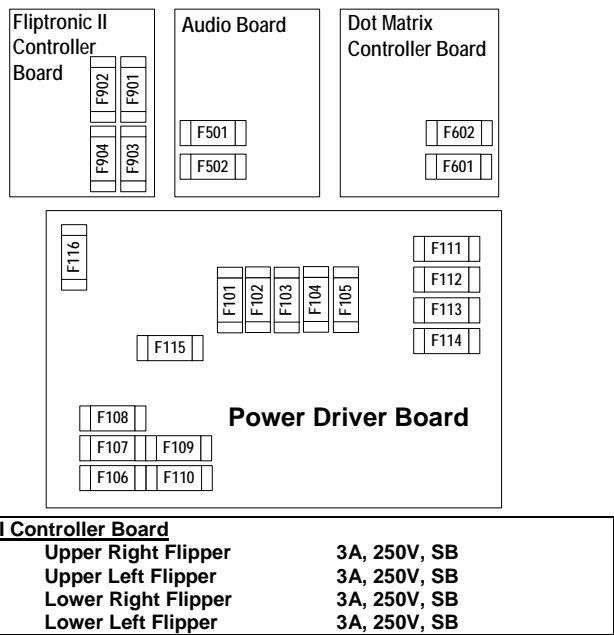 Fliptronic II
Controller
Board
F902
F901
F904
F903
Audio Board
F501
F502
Dot Matrix
Controller Board
F602
F601
F116
F101
F102
F103
F104
F105
F111
F112
F113
F114
F115
Power Driver Board
F108
F107
F109
F106
F110
I Controller Board
Upper Right Flipper 3A, 250V, SB
Upper Left Flipper 3A, 250V, SB
Lower Right Flipper 3A, 250V, SB
Lower Left Flipper 3A, 250V, SB